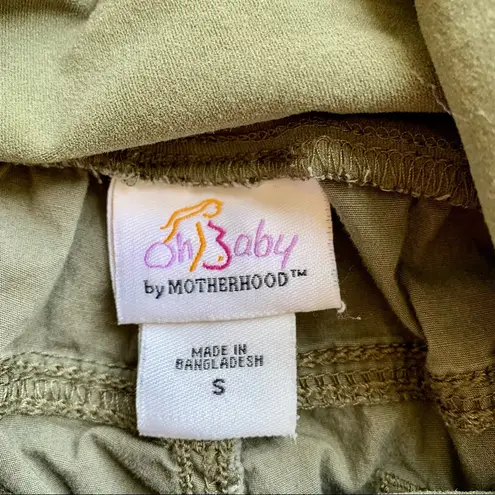 Oh Baby
by MOTHERHOOD™
MADE IN
BANGLADESH
S